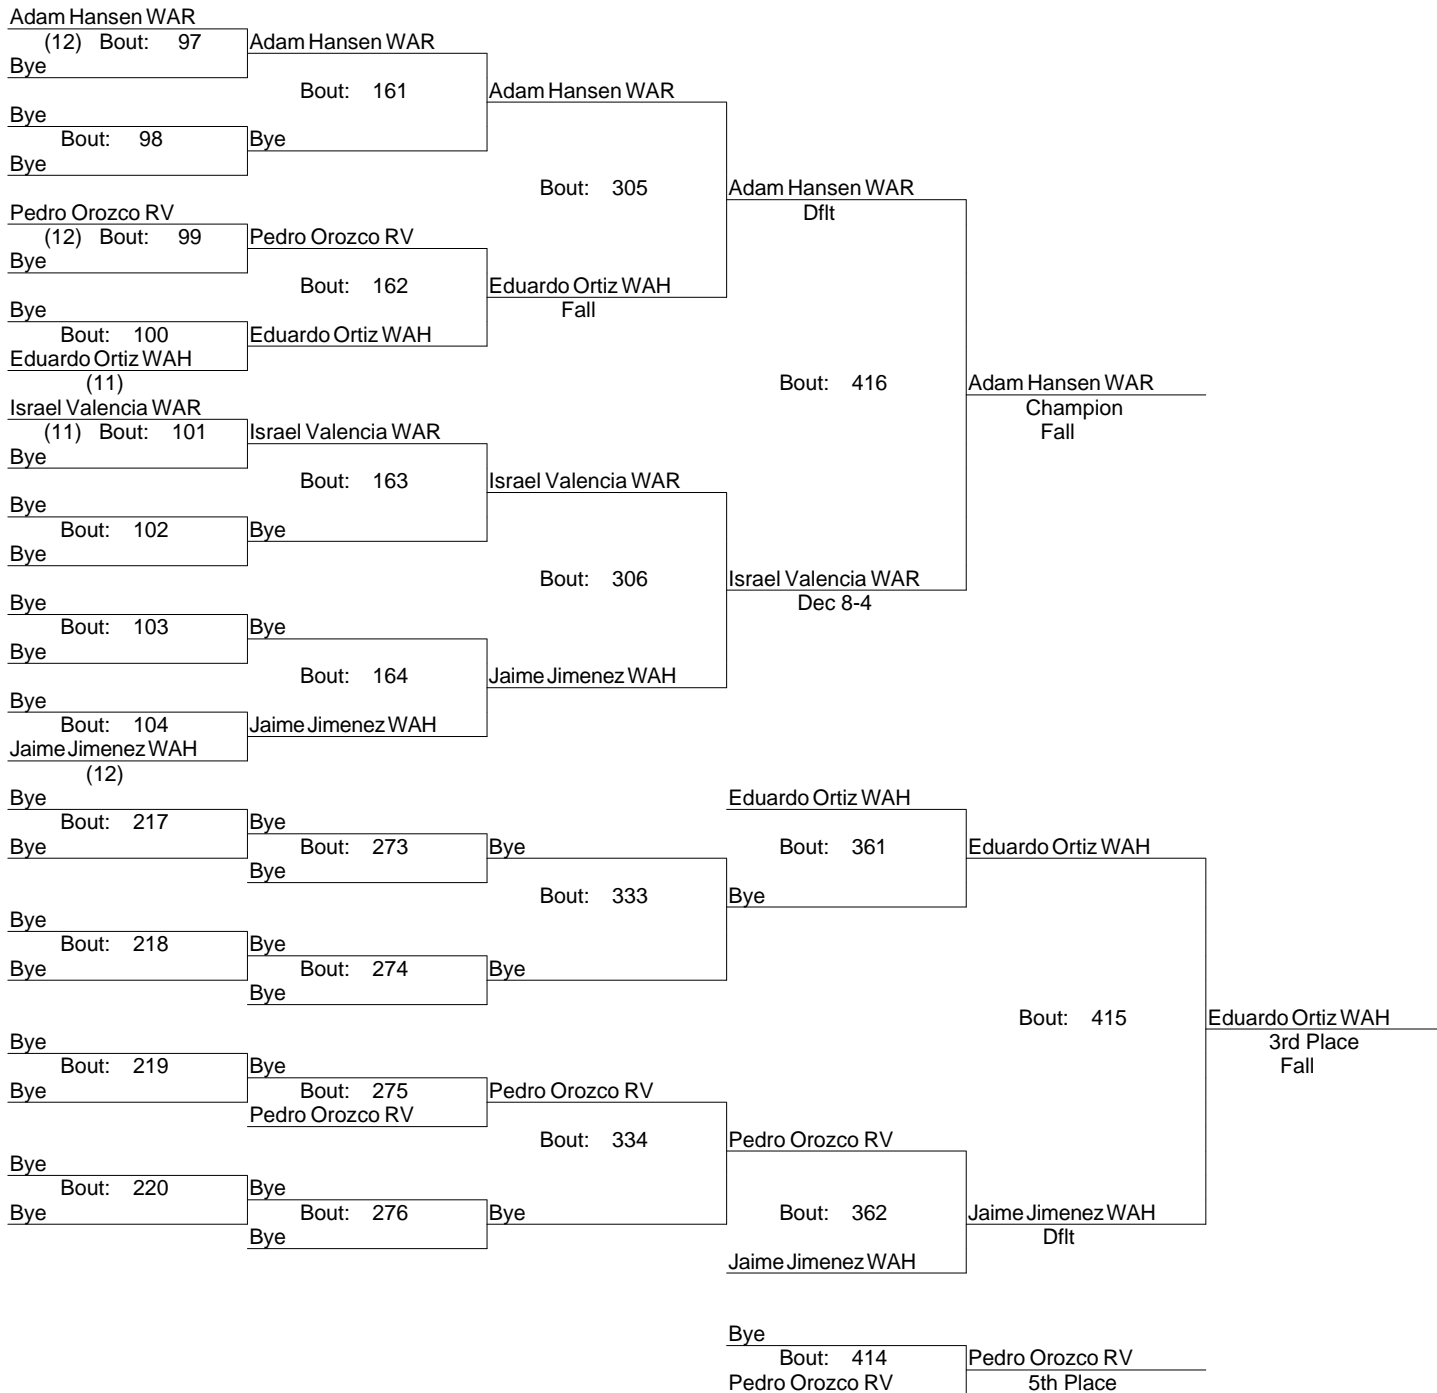 Adam Hansen WAR
(12) Bout: 97 Adam Hansen WAR
Bye
Bout: 161 Adam Hansen WAR
Bye
Bout: 98 Bye
Bye
Bout: 305 Adam Hansen WAR
Pedro Orozco RV Dflt
(12) Bout: 99 Pedro Orozco RV
Bye
Bout: 162 Eduardo Ortiz WAH
Bye Fall
Bout: 100 Eduardo Ortiz WAH
Eduardo Ortiz WAH
(11) Bout: 416 Adam Hansen WAR
Israel Valencia WAR Champion
(11) Bout: 101 Israel Valencia WAR Fall
Bye
Bout: 163 Israel Valencia WAR
Bye
Bout: 102 Bye
Bye
Bout: 306 Israel Valencia WAR
Bye Dec 8-4
Bout: 103 Bye
Bye
Bout: 164 Jaime Jimenez WAH
Bye
Bout: 104 Jaime Jimenez WAH
Jaime Jimenez WAH
(12)
Bye Eduardo Ortiz WAH
Bout: 217 Bye
Bye Bout: 273 Bye Bout: 361 Eduardo Ortiz WAH
Bye
Bout: 333 Bye
Bye
Bout: 218 Bye
Bye Bout: 274 Bye
Bye
Bout: 415 Eduardo Ortiz WAH
Bye 3rd Place
Bout: 219 Bye Fall
Bye Bout: 275 Pedro Orozco RV
Pedro Orozco RV
Bout: 334 Pedro Orozco RV
Bye
Bout: 220 Bye
Bye Bout: 276 Bye Bout: 362 Jaime Jimenez WAH
Bye Dflt
Jaime Jimenez WAH
Bye
Bout: 414 Pedro Orozco RV
Pedro Orozco RV 5th Place